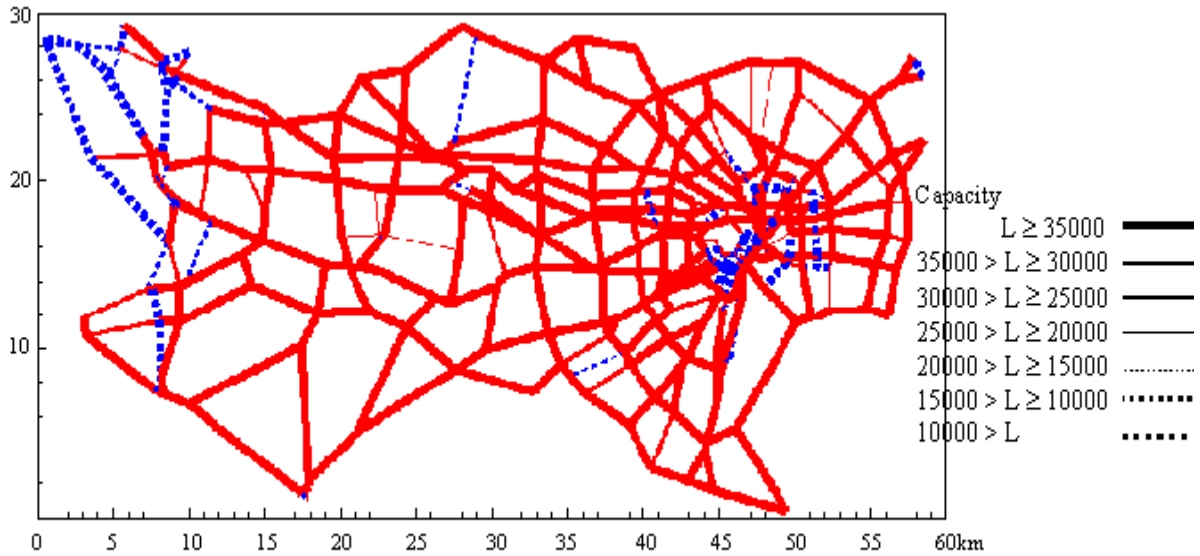 30
20
10
Capacity
L ≥ 35000
35000 > L ≥ 30000
30000 > L ≥ 25000
25000 > L ≥ 20000
20000 > L ≥ 15000
15000 > L ≥ 10000
10000 > L
0 5 10 15 20 25 30 35 40 45 50 55 60km